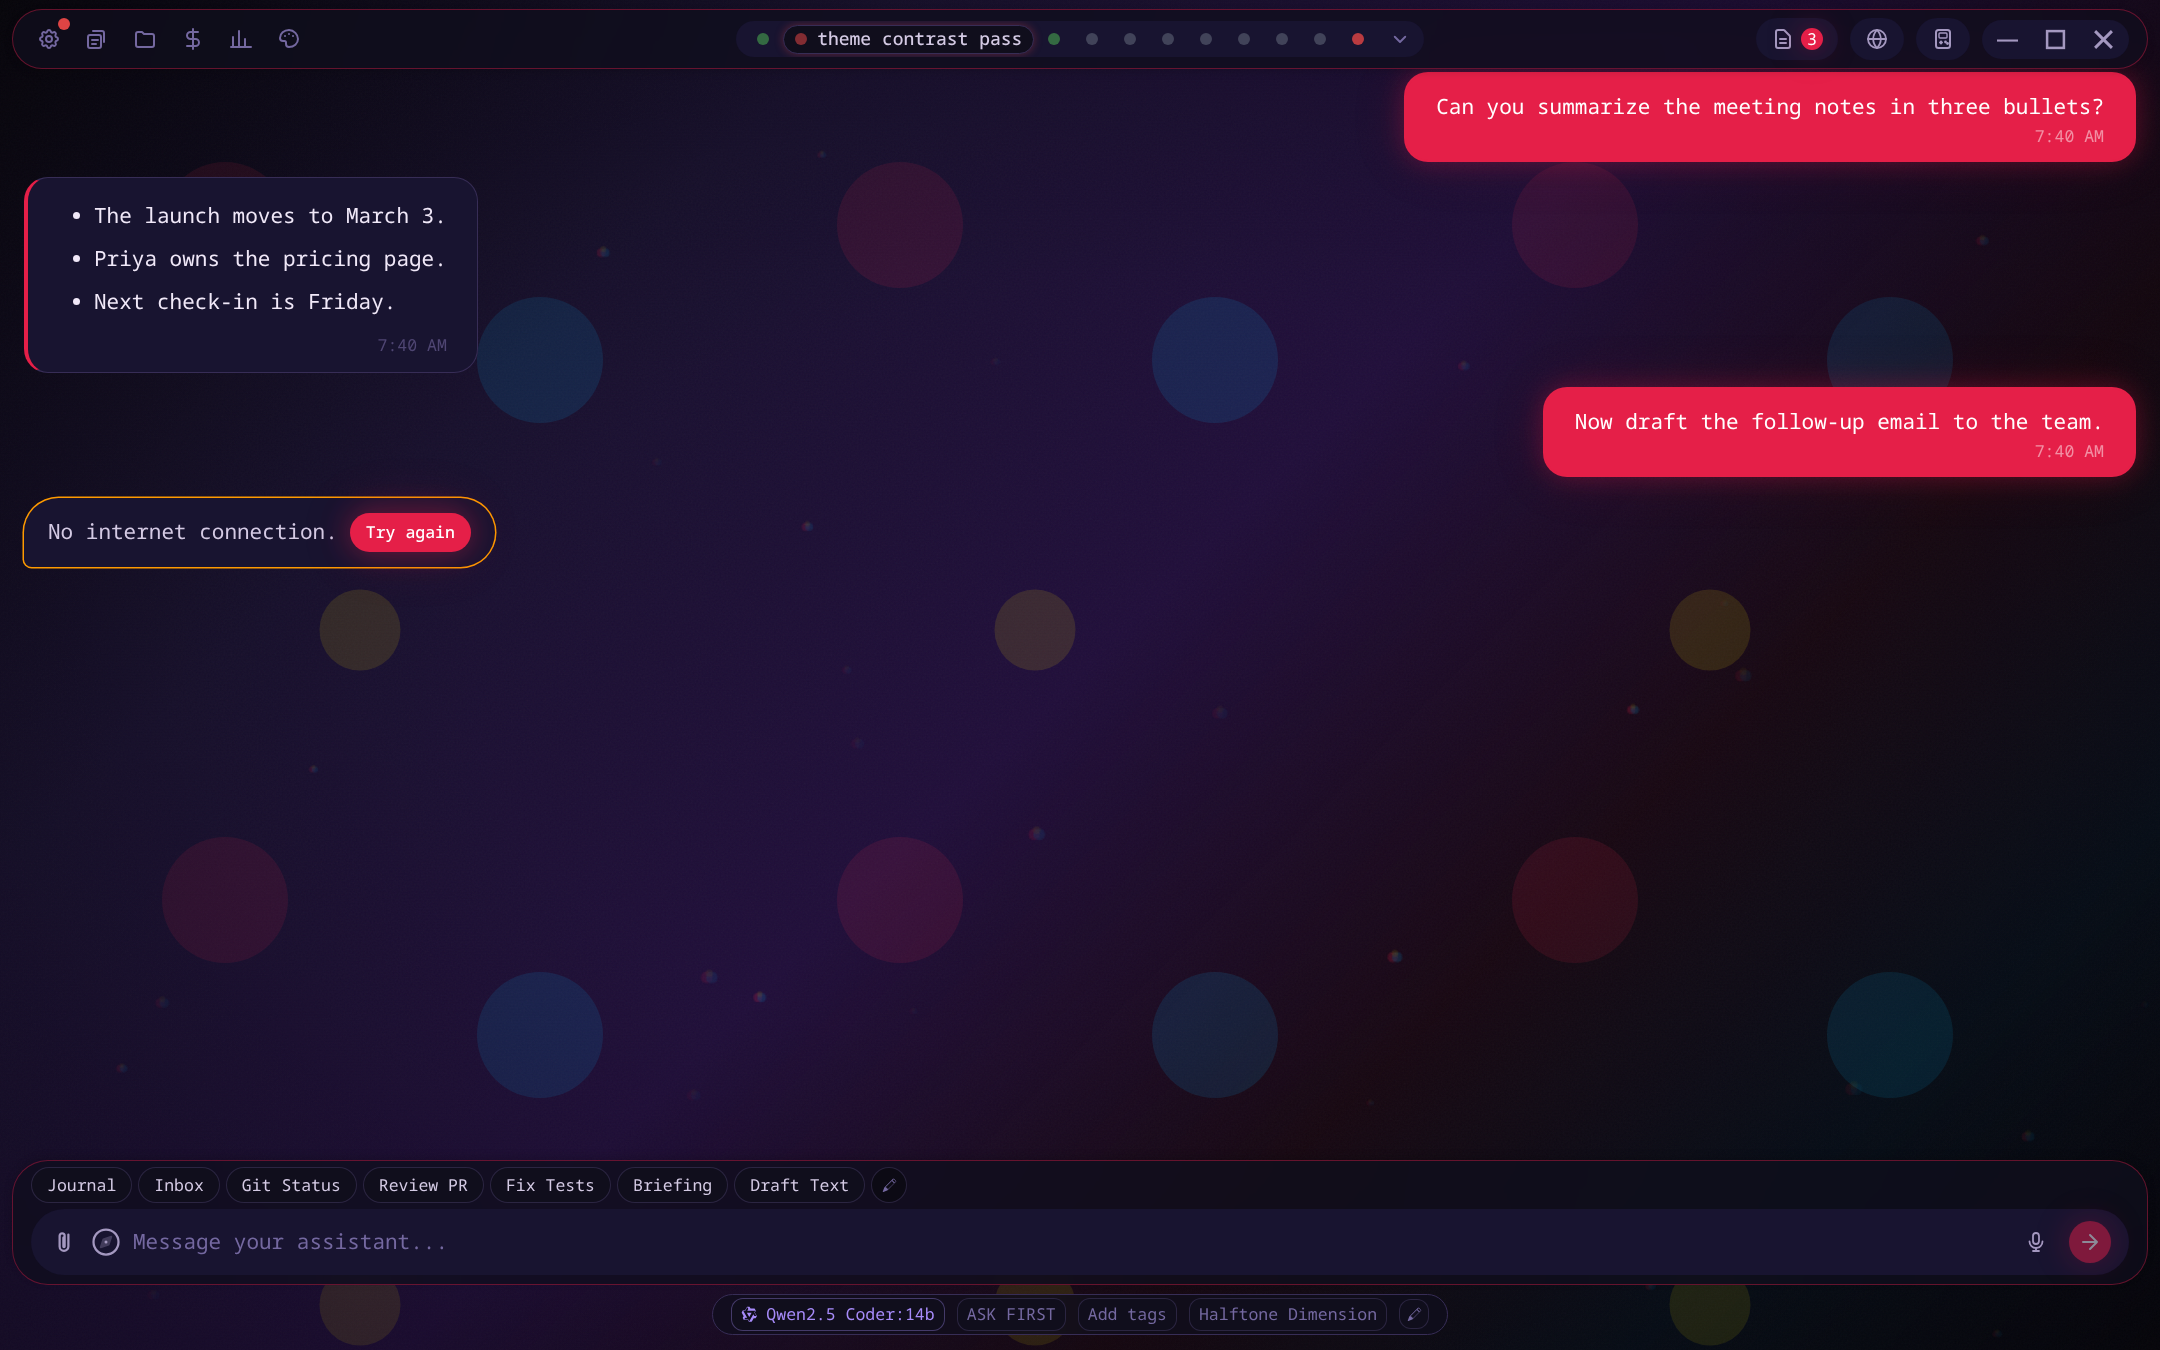 theme contrast pass
3
Can you summarize the meeting notes in three bullets?
7:40 AM
• The launch moves to March 3.
• Priya owns the pricing page.
• Next check-in is Friday.
7:40 AM
Now draft the follow-up email to the team.
7:40 AM
No internet connection. Try again
Journal Inbox Git Status Review PR Fix Tests Briefing Draft Text
Message your assistant...
Qwen2.5 Coder:14b ASK FIRST Add tags Halftone Dimension